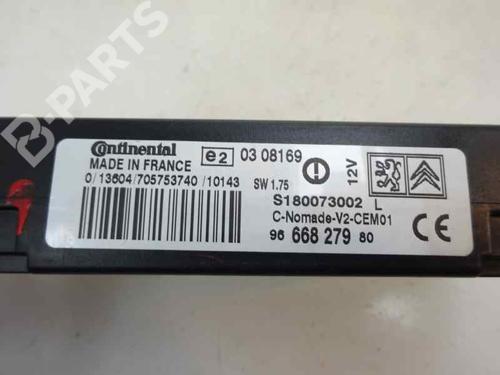 B-PARTS
Continental
MADE IN FRANCE
e2 03 08169
12V
0/13604/705753740/10143
SW 1.75
S180073002 L
C-Nomade-V2-CEM01
96 668 279 80
CE